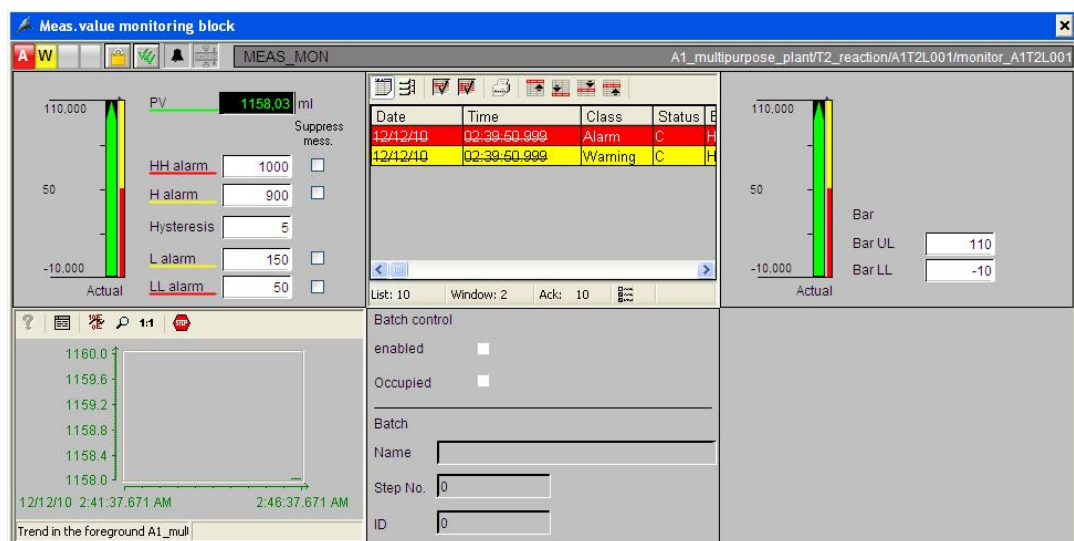 Meas.value monitoring block
A W MEAS_MON A1_multipurpose_plant/T2_reaction/A1T2L001/monitor_A1T2L001
110,000
50
-10,000
Actual
PV 1158,03 ml
Suppress
mess.
HH alarm 1000
H alarm 900
Hysteresis 5
L alarm 150
LL alarm 50
Date Time Class Status E
12/12/10 02:39:50.999 Alarm C H
12/12/10 02:39:50.999 Warning C H
List: 10 Window: 2 Ack: 10
110,000
50
-10,000
Actual
Bar
Bar UL 110
Bar LL -10
? 1:1 STOP
1160.0
1159.6
1159.2
1158.8
1158.4
1158.0
12/12/10 2:41:37.671 AM 2:46:37.671 AM
Trend in the foreground A1_mul
Batch control
enabled
Occupied
Batch
Name
Step No. 0
ID 0